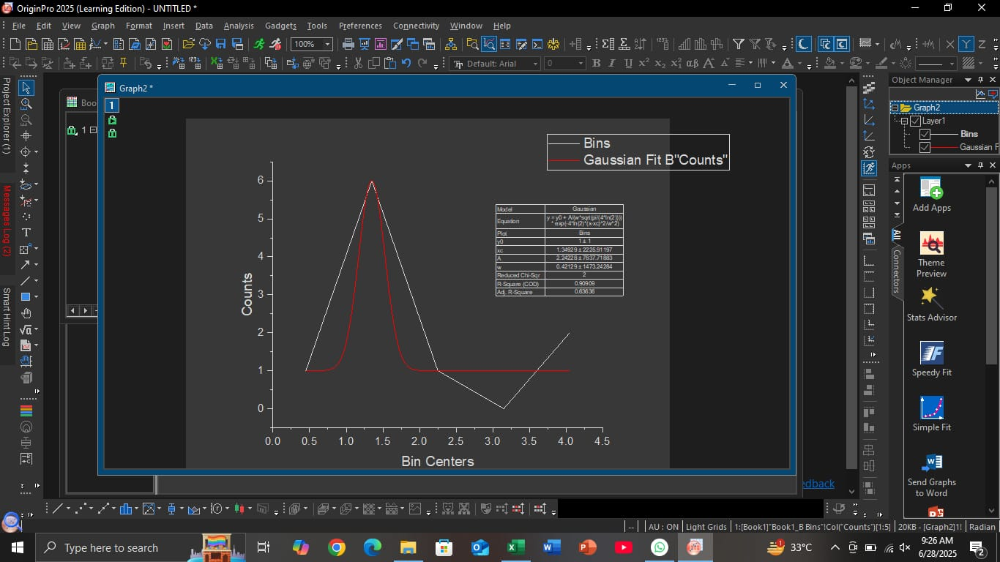 OriginPro 2025 (Learning Edition) - UNTITLED *
File Edit View Graph Format Insert Data Analysis Gadgets Tools Preferences Connectivity Window Help
100%
Default: Arial 0
B I U
Project Explorer (1)
Messages Log (2)
Smart Hint Log
Boo
1
Graph2 *
1
Bins
Gaussian Fit B"Counts"
Model Gaussian
Equation y = y0 + A/(w*sqrt(pi/(4*ln(2)))) * exp(-4*ln(2)*(x-xc)^2/w^2)
Plot Bins
y0 1 ± 1
xc 1.34929 ± 2225.91197
A 2.24228 ± 7837.71883
w 0.42129 ± 1473.24284
Reduced Chi-Sqr 2
R-Square (COD) 0.90909
Adj. R-Square 0.63636
6
5
4
3
2
1
0
Counts
0.0 0.5 1.0 1.5 2.0 2.5 3.0 3.5 4.0 4.5
Bin Centers
edback
Object Manager
Graph2
Layer1
Bins
Gaussian F
Apps
All
Connectors
Add Apps
Theme
Preview
Stats Advisor
Speedy Fit
Simple Fit
Send Graphs
to Word
-- AU : ON Light Grids 1:[Book1]"Book1_B Bins"!Col("Counts")[1:5] 20KB - [Graph2]1! Radian
Type here to search
33°C
9:26 AM
6/28/2025
2